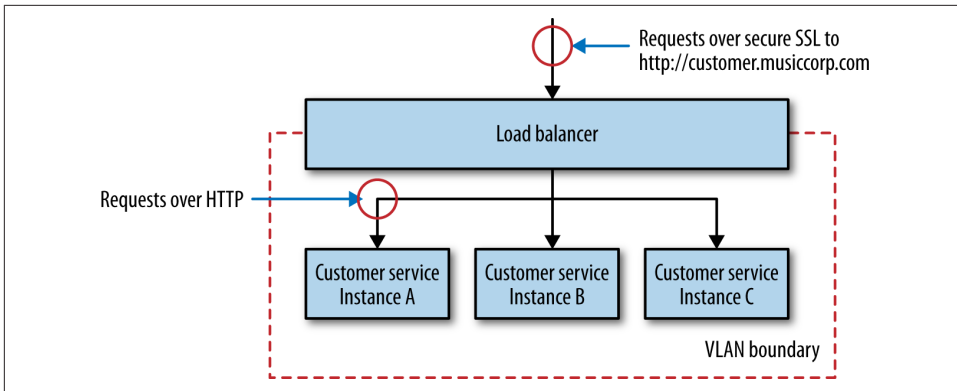 Requests over secure SSL to
http://customer.musiccorp.com
Load balancer
Requests over HTTP
Customer service
Instance A
Customer service
Instance B
Customer service
Instance C
VLAN boundary